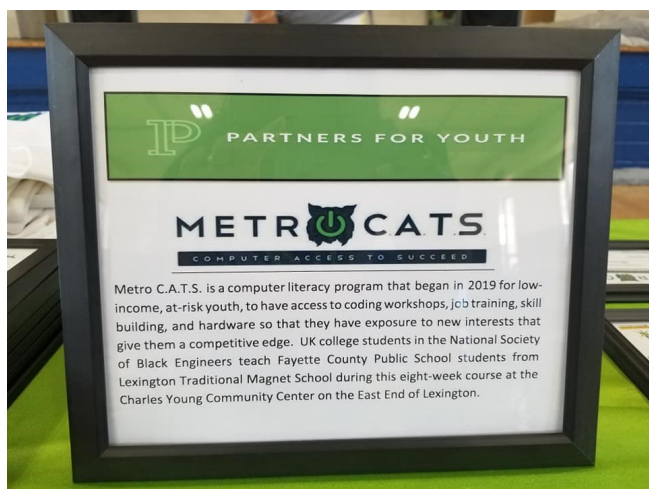 P PARTNERS FOR YOUTH
METRO C.A.T.S.
COMPUTER ACCESS TO SUCCEED
Metro C.A.T.S. is a computer literacy program that began in 2019 for low-
income, at-risk youth, to have access to coding workshops, job training, skill
building, and hardware so that they have exposure to new interests that
give them a competitive edge. UK college students in the National Society
of Black Engineers teach Fayette County Public School students from
Lexington Traditional Magnet School during this eight-week course at the
Charles Young Community Center on the East End of Lexington.